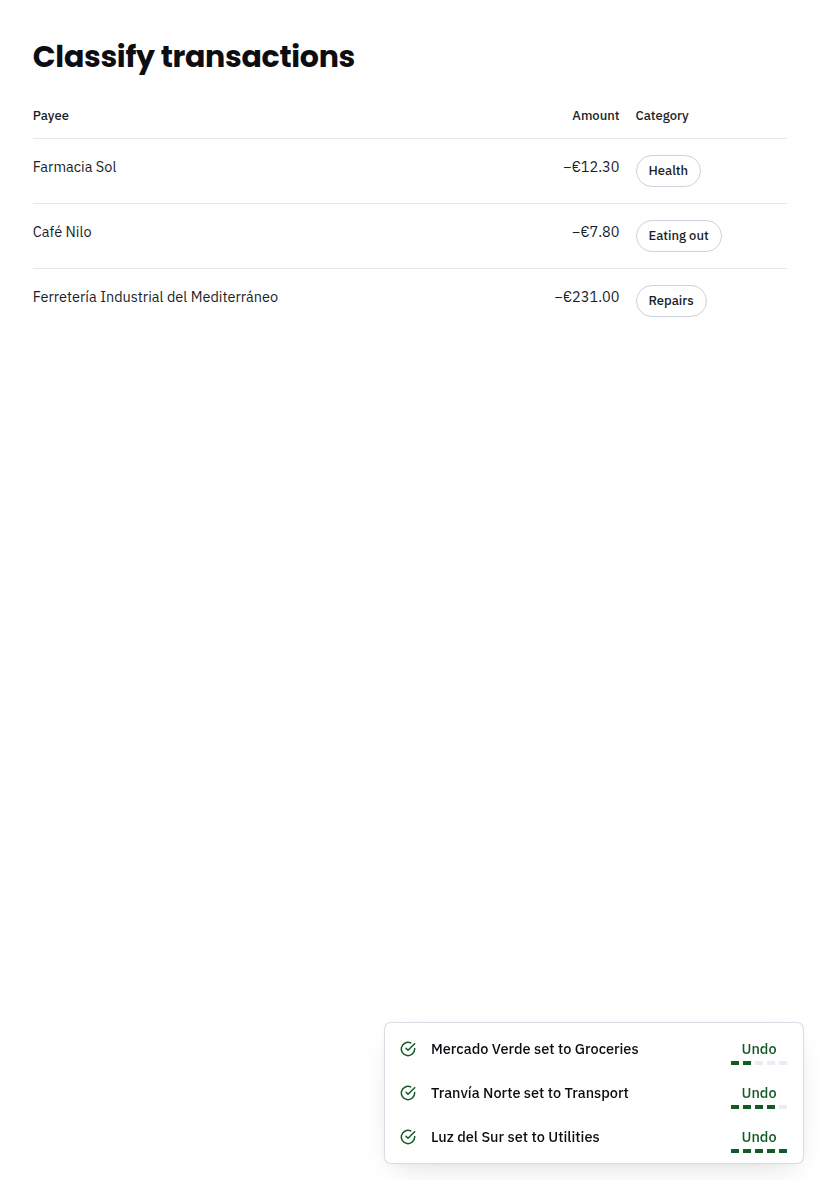 Classify transactions
Payee Amount Category
Farmacia Sol −€12.30 Health
Café Nilo −€7.80 Eating out
Ferretería Industrial del Mediterráneo −€231.00 Repairs
Mercado Verde set to Groceries Undo
Tranvía Norte set to Transport Undo
Luz del Sur set to Utilities Undo